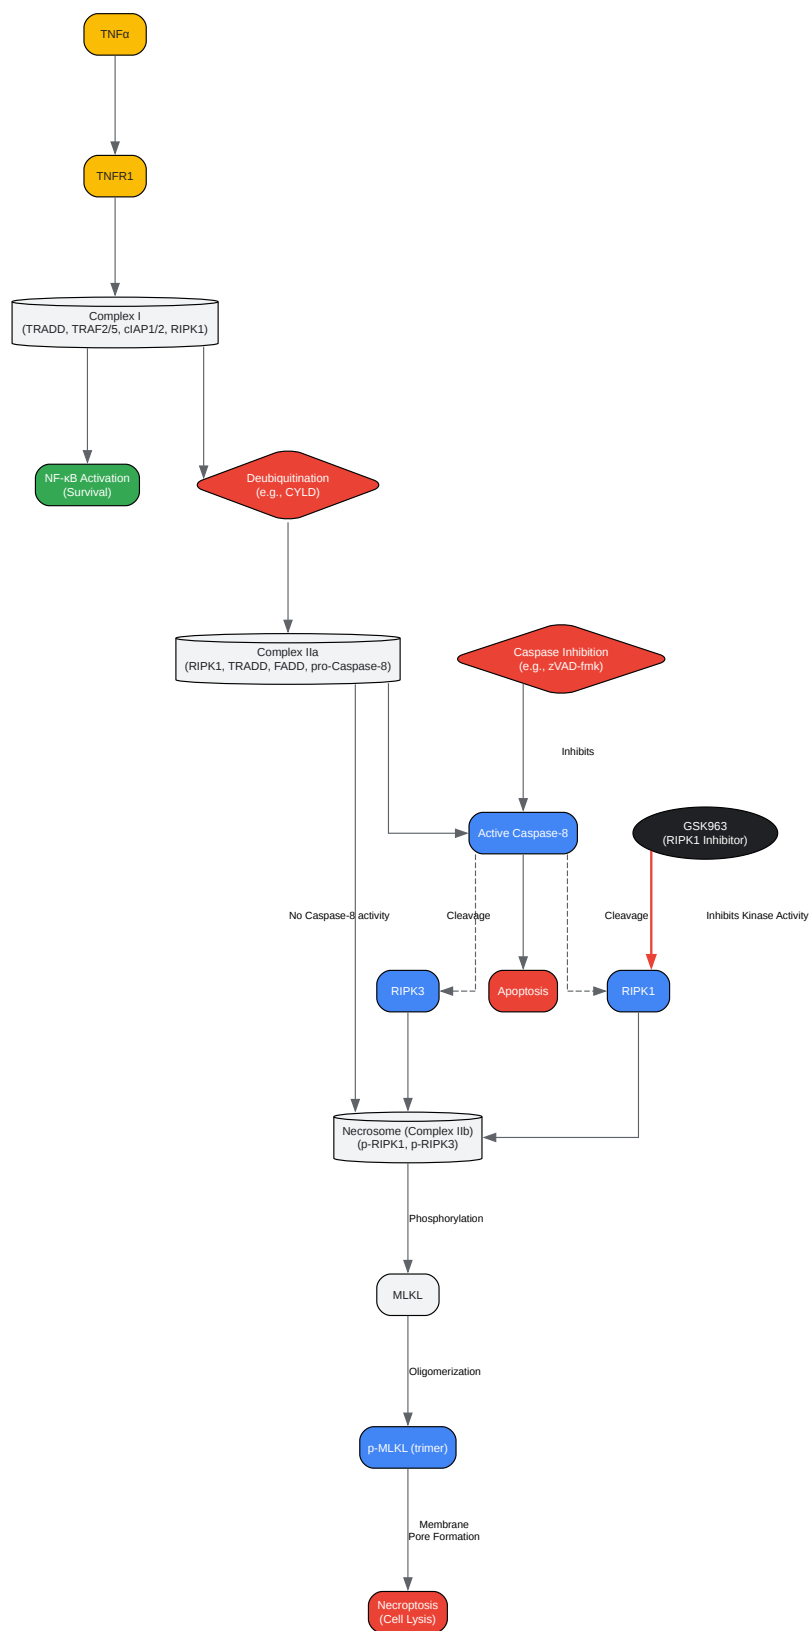 TNFα
TNFR1
Complex I
(TRADD, TRAF2/5, cIAP1/2, RIPK1)
NF-κB Activation
(Survival)
Deubiquitination
(e.g., CYLD)
Complex IIa
(RIPK1, TRADD, FADD, pro-Caspase-8)
Caspase Inhibition
(e.g., zVAD-fmk)
Inhibits
Active Caspase-8
GSK963
(RIPK1 Inhibitor)
No Caspase-8 activity
Cleavage
Cleavage
Inhibits Kinase Activity
RIPK3
Apoptosis
RIPK1
Necrosome (Complex IIb)
(p-RIPK1, p-RIPK3)
Phosphorylation
MLKL
Oligomerization
p-MLKL (trimer)
Membrane
Pore Formation
Necroptosis
(Cell Lysis)